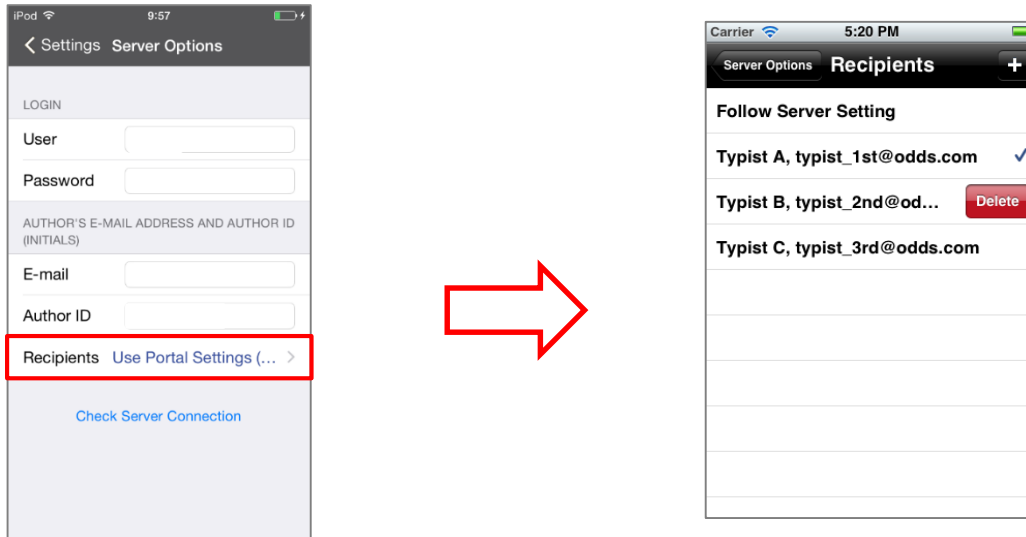 iPod 9:57
Settings Server Options
LOGIN
User
Password
AUTHOR'S E-MAIL ADDRESS AND AUTHOR ID
(INITIALS)
E-mail
Author ID
Recipients Use Portal Settings (...
Check Server Connection
Carrier 5:20 PM
Server Options Recipients +
Follow Server Setting
Typist A, typist_1st@odds.com
Typist B, typist_2nd@od... Delete
Typist C, typist_3rd@odds.com